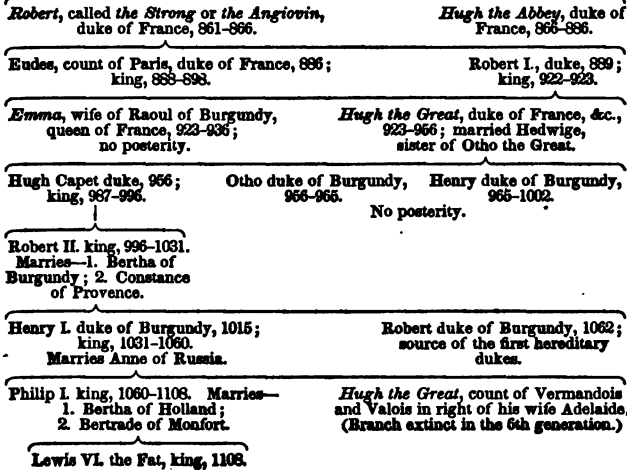 Robert, called the Strong or the Angiovin,
duke of France, 861-866.
Hugh the Abbey, duke of
France, 866-886.
Eudes, count of Paris, duke of France, 886;
king, 888-898.
Robert I., duke, 889;
king, 922-923.
Emma, wife of Raoul of Burgundy,
queen of France, 923-936;
no posterity.
Hugh the Great, duke of France, &c.,
923-956; married Hedwige,
sister of Otho the Great.
Hugh Capet duke, 956;
king, 987-996.
Otho duke of Burgundy,
956-965.
Henry duke of Burgundy,
965-1002.
No posterity.
Robert II. king, 996-1031.
Marries—1. Bertha of
Burgundy; 2. Constance
of Provence.
Henry I. duke of Burgundy, 1015;
king, 1031-1060.
Marries Anne of Russia.
Robert duke of Burgundy, 1032;
source of the first hereditary
dukes.
Philip I. king, 1060-1108. Marries—
1. Bertha of Holland;
2. Bertrade of Monfort.
Hugh the Great, count of Vermandois
and Valois in right of his wife Adelaide.
(Branch extinct in the 6th generation.)
Lewis VI. the Fat, king, 1108.